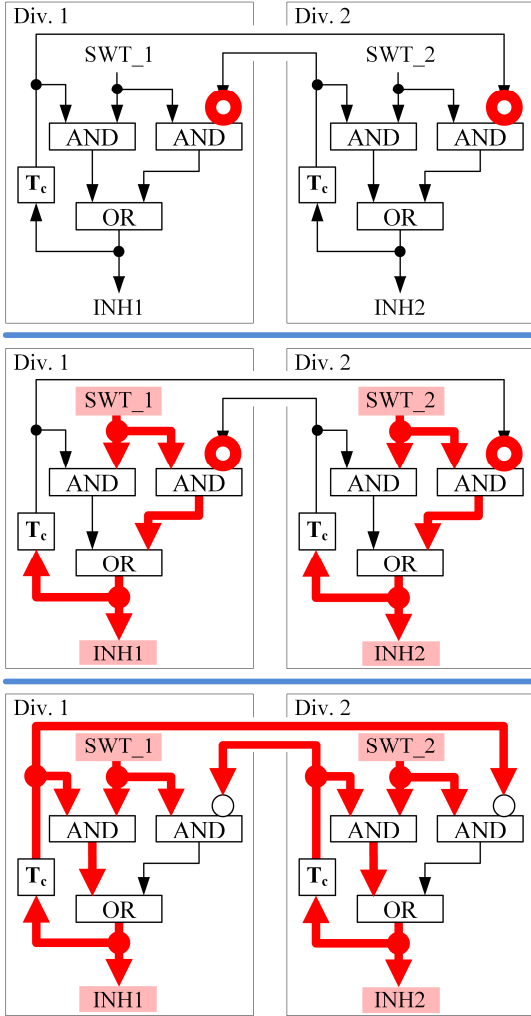 Div. 1 Div. 2
SWT_1 SWT_2
AND AND AND AND
Tc Tc
OR OR
INH1 INH2
Div. 1 Div. 2
SWT_1 SWT_2
AND AND AND AND
Tc Tc
OR OR
INH1 INH2
Div. 1 Div. 2
SWT_1 SWT_2
AND AND AND AND
Tc Tc
OR OR
INH1 INH2